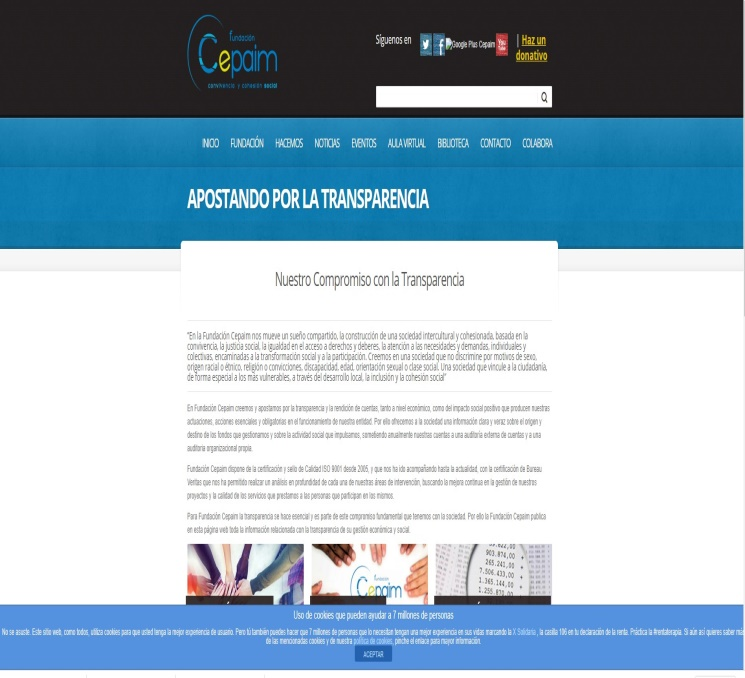 fundación
Cepaim
convivencia y cohesión social
Síguenos en
Google Plus Cepaim
You Tube
| Haz un donativo
INICIO FUNDACIÓN HACEMOS NOTICIAS EVENTOS AULA VIRTUAL BIBLIOTECA CONTACTO COLABORA
APOSTANDO POR LA TRANSPARENCIA
Nuestro Compromiso con la Transparencia
"En la Fundación Cepaim nos mueve un sueño compartido, la construcción de una sociedad intercultural y cohesionada, basada en la
convivencia, la justicia social, la igualdad en el acceso a derechos y deberes, la atención a las necesidades y demandas, individuales y
colectivas, encaminadas a la transformación social y a la participación. Creemos en una sociedad que no discrimine por motivos de sexo,
origen racial o étnico, religión o convicciones, discapacidad, edad, orientación sexual o clase social. Una sociedad que vincule a la ciudadanía,
de forma especial a los más vulnerables, a través del desarrollo local, la inclusión y la cohesión social"
En Fundación Cepaim creemos y apostamos por la transparencia y la rendición de cuentas, tanto a nivel económico, como del impacto social positivo que producen nuestras
actuaciones, acciones esenciales y obligatorias en el funcionamiento de nuestra entidad. Por ello ofrecemos a la sociedad una información clara y veraz sobre el origen y
destino de los fondos que gestionamos y sobre la actividad social que impulsamos, sometiendo anualmente nuestras cuentas a una auditoría externa de cuentas y a una
auditoría organizacional propia.
Fundación Cepaim dispone de la certificación y sello de Calidad ISO 9001 desde 2005, y que nos ha ido acompañando hasta la actualidad, con la certificación de Bureau
Veritas que nos ha permitido realizar un análisis en profundidad de cada una de nuestras áreas de intervención, buscando la mejora continua en la gestión de nuestros
proyectos y la calidad de los servicios que prestamos a las personas que participan en los mismos.
Para Fundación Cepaim la transparencia se hace esencial y es parte de este compromiso fundamental que tenemos con la sociedad. Por ello la Fundación Cepaim publica
en esta página web toda la información relacionada con la transparencia de su gestión económica y social.
fundación
Cepaim
903.874,00
261.241,00
7.506.433,00
1.365.144,00
Uso de cookies que pueden ayudar a 7 millones de personas
No se asuste. Este sitio web, como todos, utiliza cookies para que usted tenga la mejor experiencia de usuario. Pero tú también puedes hacer que 7 millones de personas que lo necesitan tengan una mejor experiencia en sus vidas marcando la X Solidaria , la casilla 106 en tu declaración de la renta. Práctica la #rentaterapia. Si aún así quieres saber más
de las mencionadas cookies y de nuestra política de cookies, pinche el enlace para mayor información.
ACEPTAR